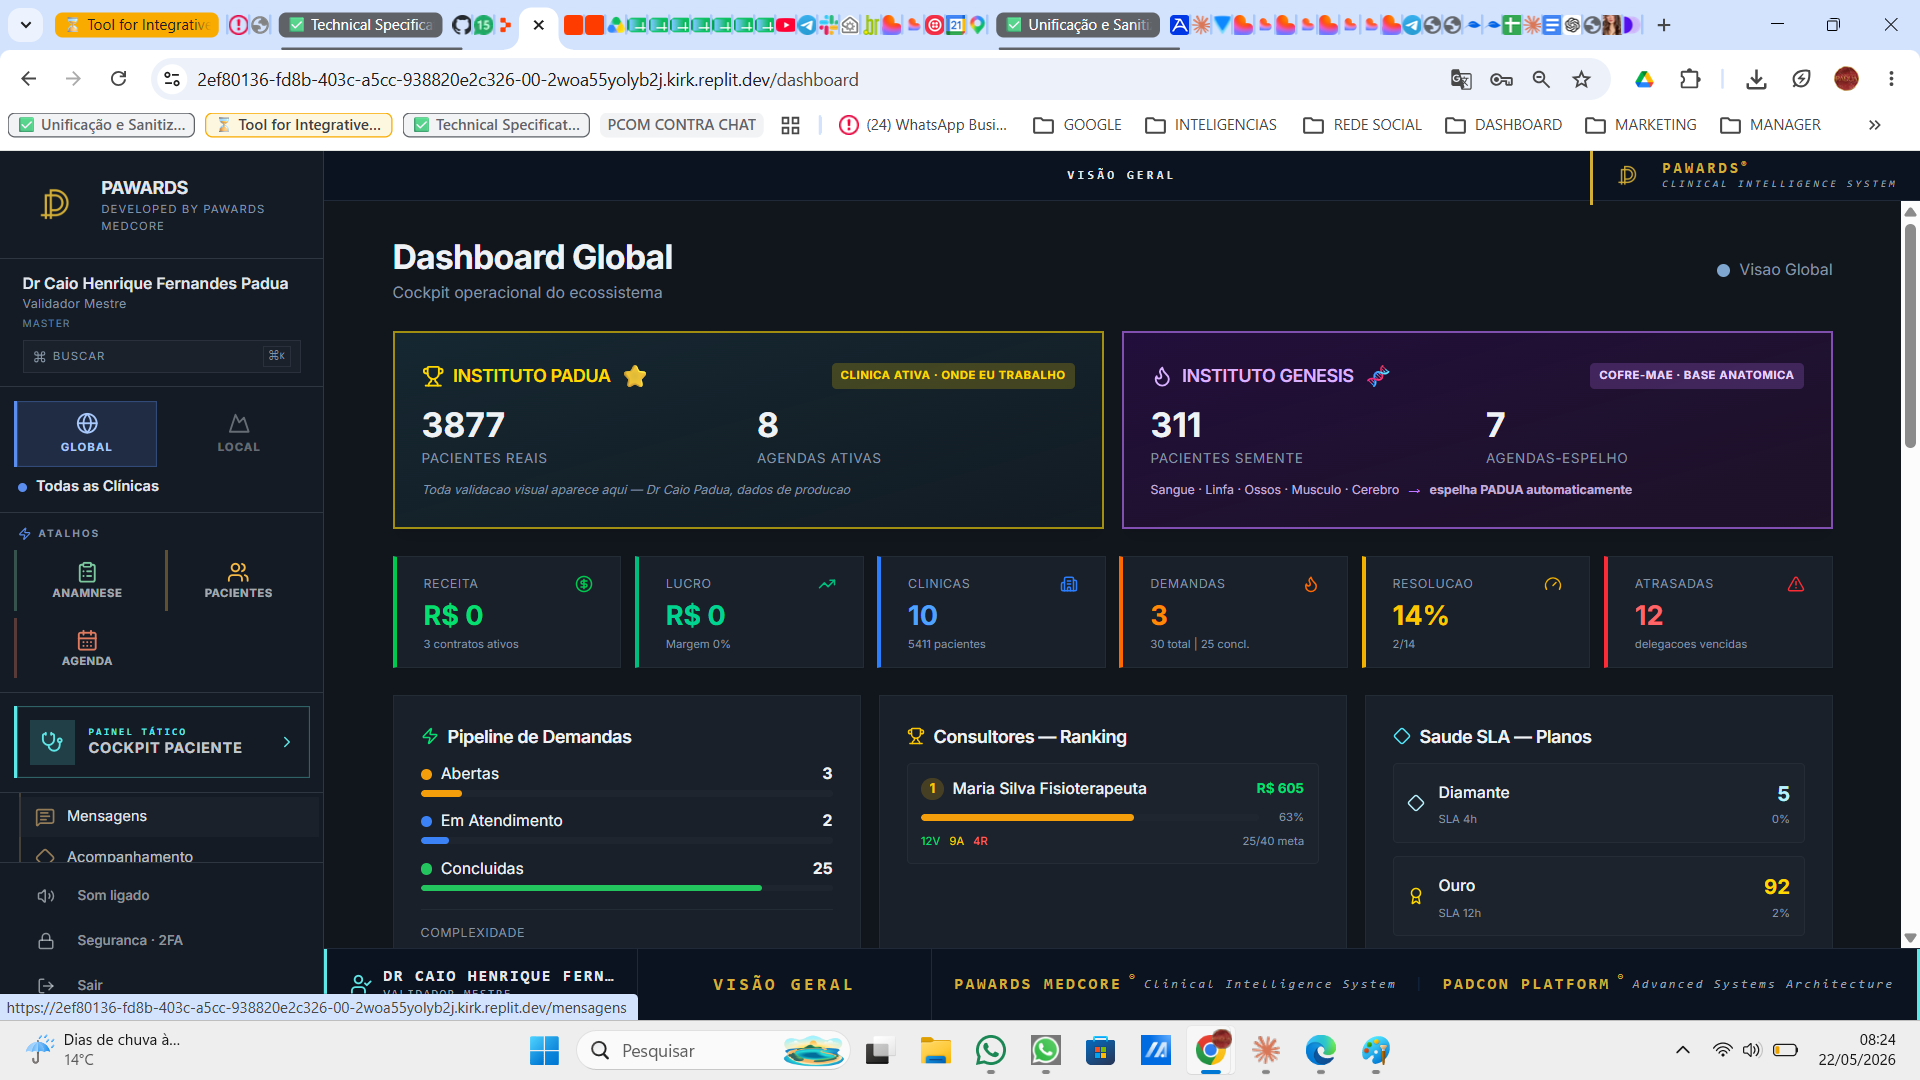 Tool for Integrative
Technical Specifica
15
21
Unificação e Saniti
2ef80136-fd8b-403c-a5cc-938820e2c326-00-2woa55yolyb2j.kirk.replit.dev/dashboard
Unificação e Sanitiz...
Tool for Integrative...
Technical Specificat...
PCOM CONTRA CHAT
(24) WhatsApp Busi...
GOOGLE
INTELIGENCIAS
REDE SOCIAL
DASHBOARD
MARKETING
MANAGER
PAWARDS
DEVELOPED BY PAWARDS
MEDCORE
VISÃO GERAL
PAWARDS®
CLINICAL INTELLIGENCE SYSTEM
Dr Caio Henrique Fernandes Padua
Validador Mestre
MASTER
⌘ BUSCAR
⌘K
GLOBAL
LOCAL
Todas as Clínicas
ATALHOS
ANAMNESE
PACIENTES
AGENDA
PAINEL TÁTICO
COCKPIT PACIENTE
Mensagens
Acompanhamento
Som ligado
Seguranca · 2FA
Sair
Dashboard Global
Cockpit operacional do ecossistema
Visao Global
INSTITUTO PADUA
CLINICA ATIVA · ONDE EU TRABALHO
3877
PACIENTES REAIS
8
AGENDAS ATIVAS
Toda validacao visual aparece aqui — Dr Caio Padua, dados de producao
INSTITUTO GENESIS
COFRE-MAE · BASE ANATOMICA
311
PACIENTES SEMENTE
7
AGENDAS-ESPELHO
Sangue · Linfa · Ossos · Musculo · Cerebro → espelha PADUA automaticamente
RECEITA
R$ 0
3 contratos ativos
LUCRO
R$ 0
Margem 0%
CLINICAS
10
5411 pacientes
DEMANDAS
3
30 total | 25 concl.
RESOLUCAO
14%
2/14
ATRASADAS
12
delegacoes vencidas
Pipeline de Demandas
Abertas
3
Em Atendimento
2
Concluidas
25
COMPLEXIDADE
Consultores — Ranking
1
Maria Silva Fisioterapeuta
R$ 605
63%
12V 9A 4R
25/40 meta
Saude SLA — Planos
Diamante
5
SLA 4h
0%
Ouro
92
SLA 12h
2%
DR CAIO HENRIQUE FERN...
VALIDADOR MESTRE
VISÃO GERAL
PAWARDS MEDCORE® Clinical Intelligence System
PADCON PLATFORM® Advanced Systems Architecture
https://2ef80136-fd8b-403c-a5cc-938820e2c326-00-2woa55yolyb2j.kirk.replit.dev/mensagens
Dias de chuva à...
14°C
Pesquisar
08:24
22/05/2026